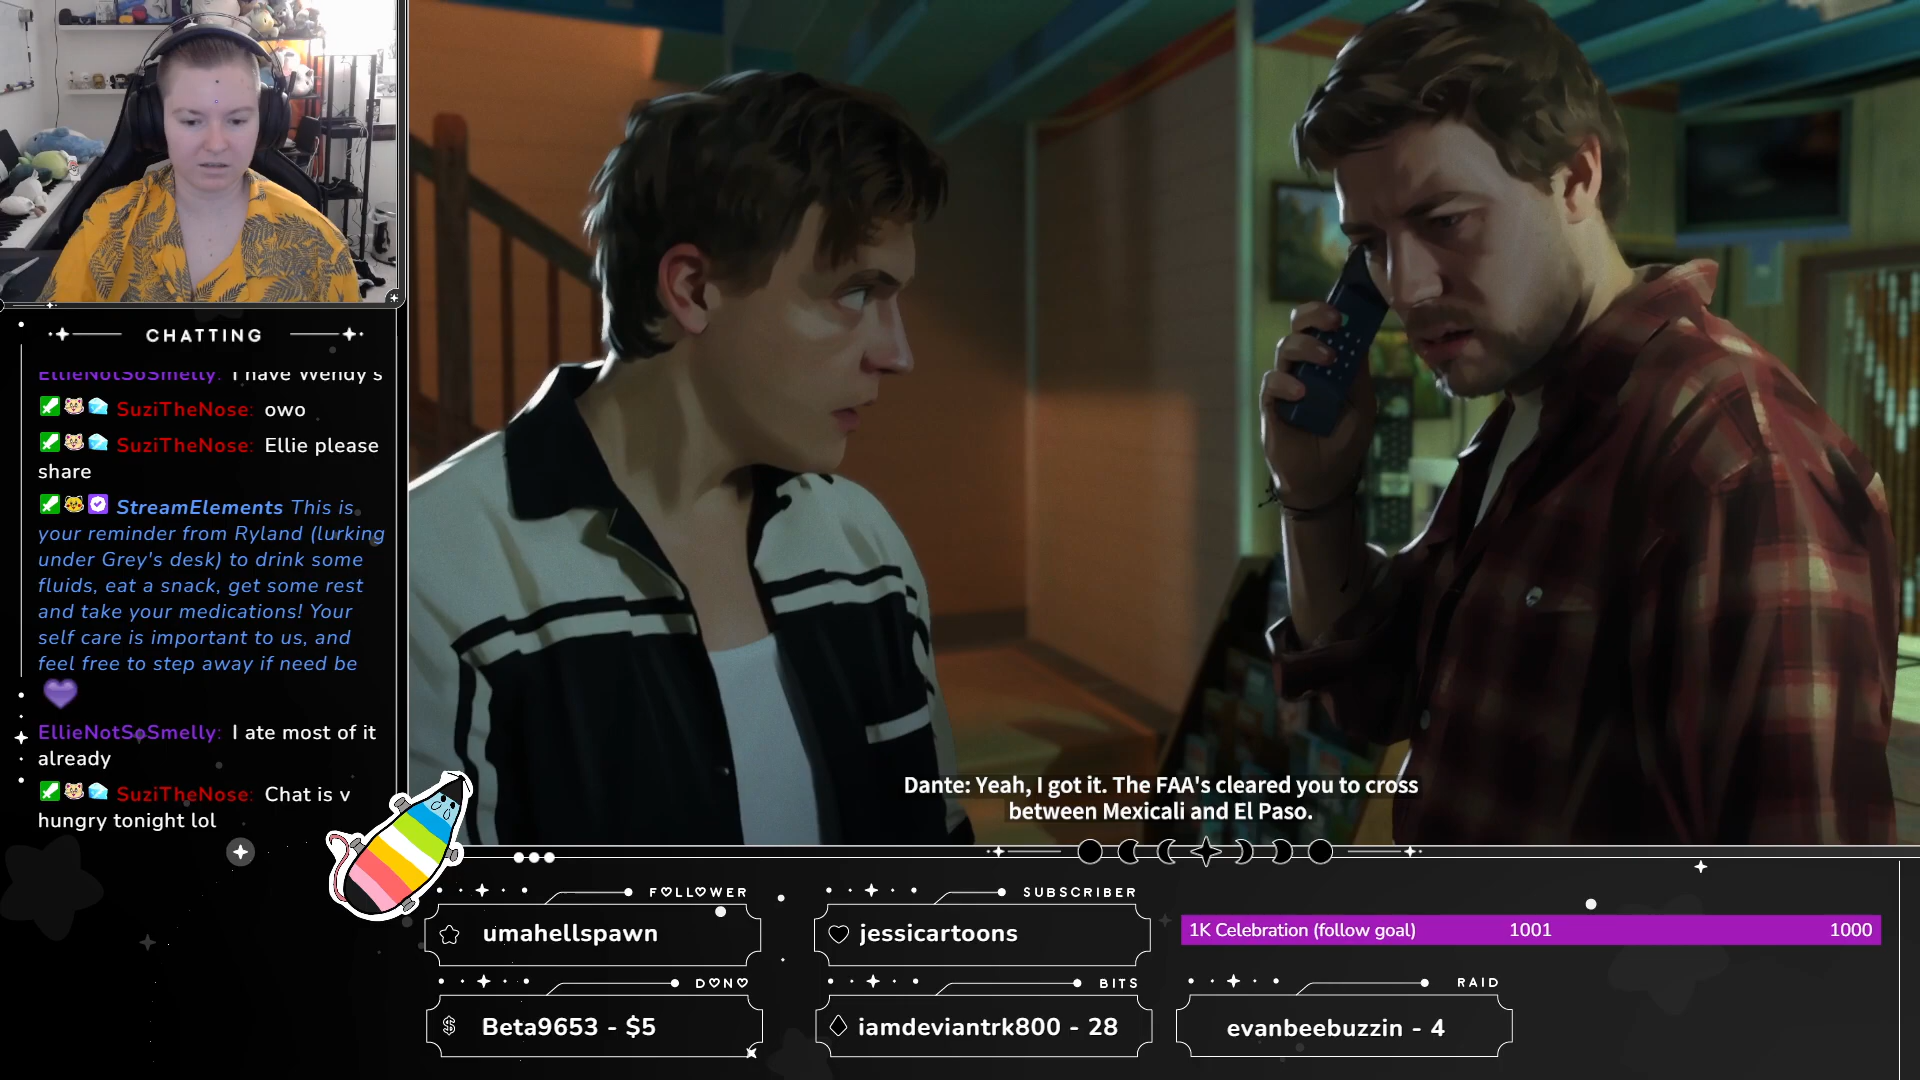 CHATTING
EllieNotSoSmelly: I have Wendy's
SuziTheNose: owo
SuziTheNose: Ellie please
share
StreamElements This is
your reminder from Ryland (lurking
under Grey's desk) to drink some
fluids, eat a snack, get some rest
and take your medications! Your
self care is important to us, and
feel free to step away if need be
EllieNotSoSmelly: I ate most of it
already
SuziTheNose: Chat is v
hungry tonight lol
Dante: Yeah, I got it. The FAA's cleared you to cross
between Mexicali and El Paso.
FOLLOWER
umahellspawn
SUBSCRIBER
jessicartoons
1K Celebration (follow goal) 1001 1000
DONO
Beta9653 - $5
BITS
iamdeviantrk800 - 28
RAID
evanbeebuzzin - 4